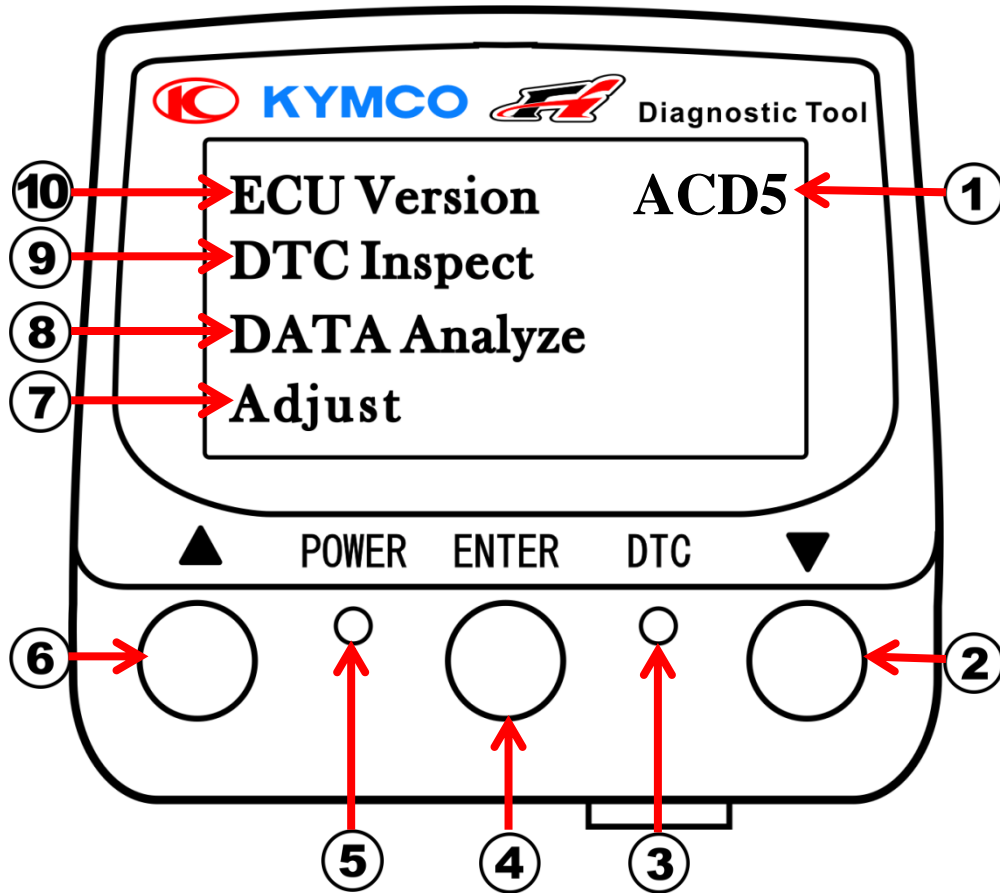 KYMCO Fi Diagnostic Tool
10 ECU Version ACD5 1
9 DTC Inspect
8 DATA Analyze
7 Adjust
▲ POWER ENTER DTC ▼
6 2
5 4 3